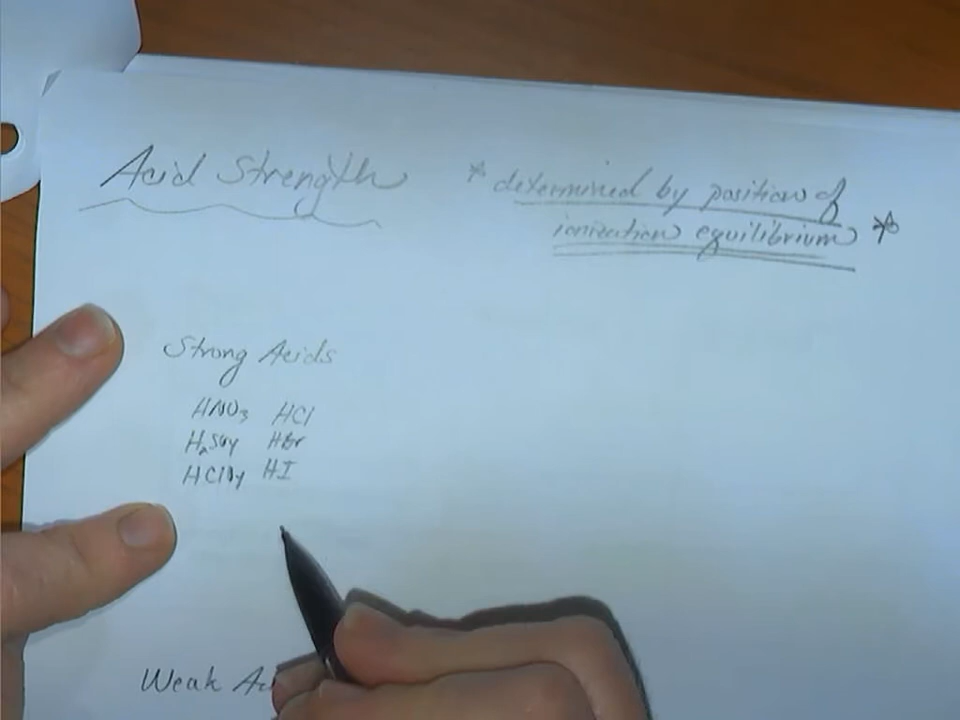 Acid Strength
* determined by position of
ionization equilibrium *
Strong Acids
HNO₃ HCl
H₂SO₄ HBr
HClO₄ HI
Weak